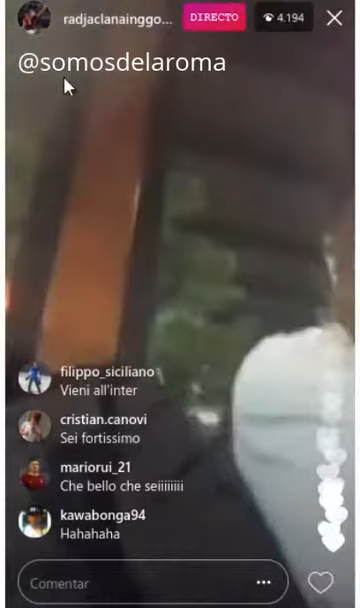 radjaclanainggo...
DIRECTO
4.194
@somosdelaroma
filippo_siciliano
Vieni all'inter
cristian.canovi
Sei fortissimo
mariorui_21
Che bello che seiiiiiiii
kawabonga94
Hahahaha
Comentar